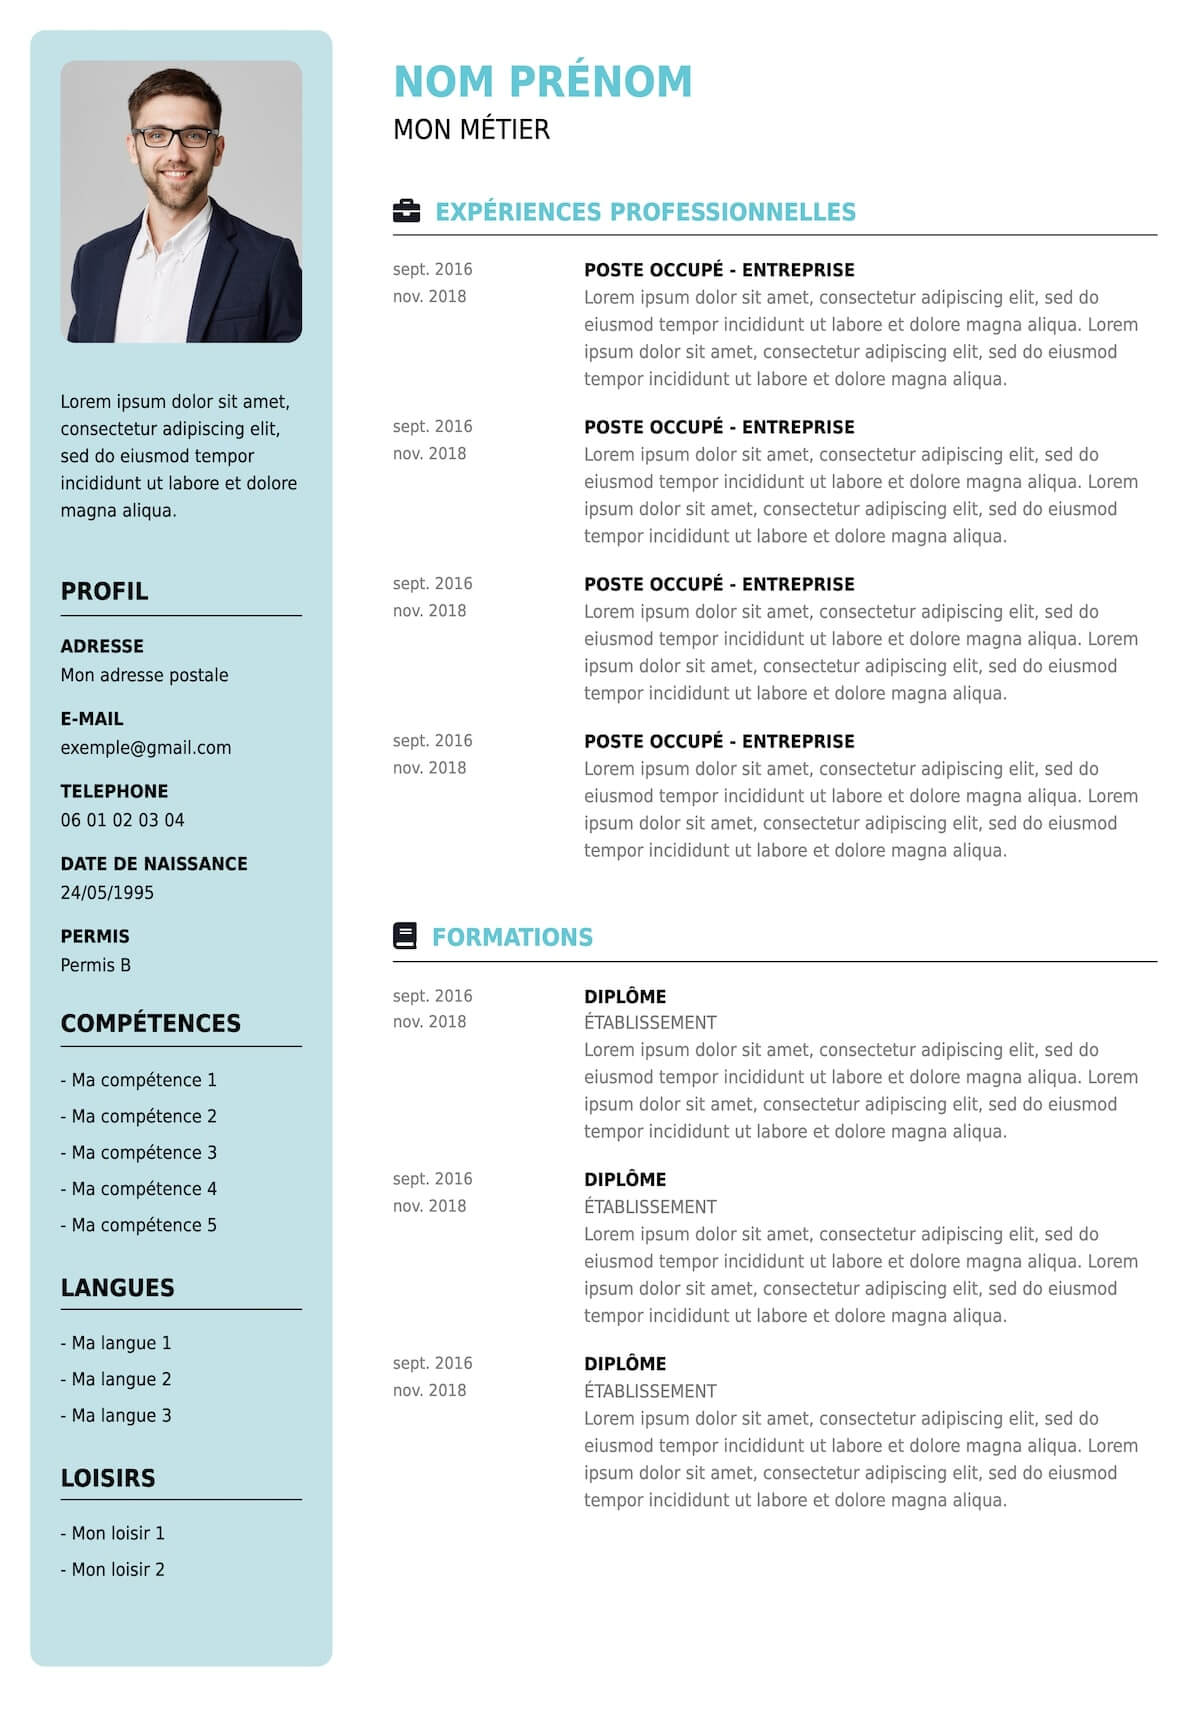 Lorem ipsum dolor sit amet,
consectetur adipiscing elit,
sed do eiusmod tempor
incididunt ut labore et dolore
magna aliqua.
PROFIL
ADRESSE
Mon adresse postale
E-MAIL
exemple@gmail.com
TELEPHONE
06 01 02 03 04
DATE DE NAISSANCE
24/05/1995
PERMIS
Permis B
COMPÉTENCES
- Ma compétence 1
- Ma compétence 2
- Ma compétence 3
- Ma compétence 4
- Ma compétence 5
LANGUES
- Ma langue 1
- Ma langue 2
- Ma langue 3
LOISIRS
- Mon loisir 1
- Mon loisir 2
NOM PRÉNOM
MON MÉTIER
EXPÉRIENCES PROFESSIONNELLES
sept. 2016
nov. 2018
POSTE OCCUPÉ - ENTREPRISE
Lorem ipsum dolor sit amet, consectetur adipiscing elit, sed do
eiusmod tempor incididunt ut labore et dolore magna aliqua. Lorem
ipsum dolor sit amet, consectetur adipiscing elit, sed do eiusmod
tempor incididunt ut labore et dolore magna aliqua.
sept. 2016
nov. 2018
POSTE OCCUPÉ - ENTREPRISE
Lorem ipsum dolor sit amet, consectetur adipiscing elit, sed do
eiusmod tempor incididunt ut labore et dolore magna aliqua. Lorem
ipsum dolor sit amet, consectetur adipiscing elit, sed do eiusmod
tempor incididunt ut labore et dolore magna aliqua.
sept. 2016
nov. 2018
POSTE OCCUPÉ - ENTREPRISE
Lorem ipsum dolor sit amet, consectetur adipiscing elit, sed do
eiusmod tempor incididunt ut labore et dolore magna aliqua. Lorem
ipsum dolor sit amet, consectetur adipiscing elit, sed do eiusmod
tempor incididunt ut labore et dolore magna aliqua.
sept. 2016
nov. 2018
POSTE OCCUPÉ - ENTREPRISE
Lorem ipsum dolor sit amet, consectetur adipiscing elit, sed do
eiusmod tempor incididunt ut labore et dolore magna aliqua. Lorem
ipsum dolor sit amet, consectetur adipiscing elit, sed do eiusmod
tempor incididunt ut labore et dolore magna aliqua.
FORMATIONS
sept. 2016
nov. 2018
DIPLÔME
ÉTABLISSEMENT
Lorem ipsum dolor sit amet, consectetur adipiscing elit, sed do
eiusmod tempor incididunt ut labore et dolore magna aliqua. Lorem
ipsum dolor sit amet, consectetur adipiscing elit, sed do eiusmod
tempor incididunt ut labore et dolore magna aliqua.
sept. 2016
nov. 2018
DIPLÔME
ÉTABLISSEMENT
Lorem ipsum dolor sit amet, consectetur adipiscing elit, sed do
eiusmod tempor incididunt ut labore et dolore magna aliqua. Lorem
ipsum dolor sit amet, consectetur adipiscing elit, sed do eiusmod
tempor incididunt ut labore et dolore magna aliqua.
sept. 2016
nov. 2018
DIPLÔME
ÉTABLISSEMENT
Lorem ipsum dolor sit amet, consectetur adipiscing elit, sed do
eiusmod tempor incididunt ut labore et dolore magna aliqua. Lorem
ipsum dolor sit amet, consectetur adipiscing elit, sed do eiusmod
tempor incididunt ut labore et dolore magna aliqua.